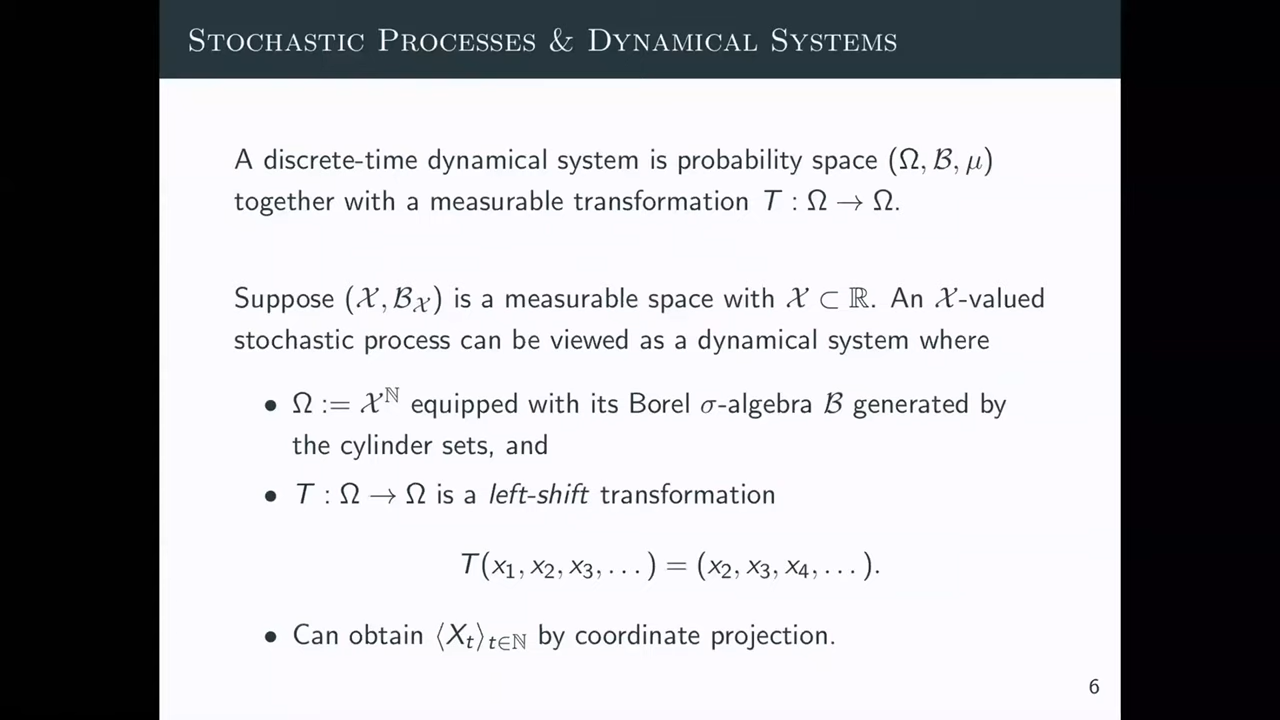 STOCHASTIC PROCESSES & DYNAMICAL SYSTEMS
A discrete-time dynamical system is probability space (Ω, ℬ, μ)
together with a measurable transformation T : Ω → Ω.
Suppose (𝒳, ℬ_𝒳) is a measurable space with 𝒳 ⊂ ℝ. An 𝒳-valued
stochastic process can be viewed as a dynamical system where
• Ω := 𝒳^ℕ equipped with its Borel σ-algebra ℬ generated by
the cylinder sets, and
• T : Ω → Ω is a left-shift transformation
T(x₁, x₂, x₃, . . . ) = (x₂, x₃, x₄, . . . ).
• Can obtain ⟨X_t⟩_{t∈ℕ} by coordinate projection.
6